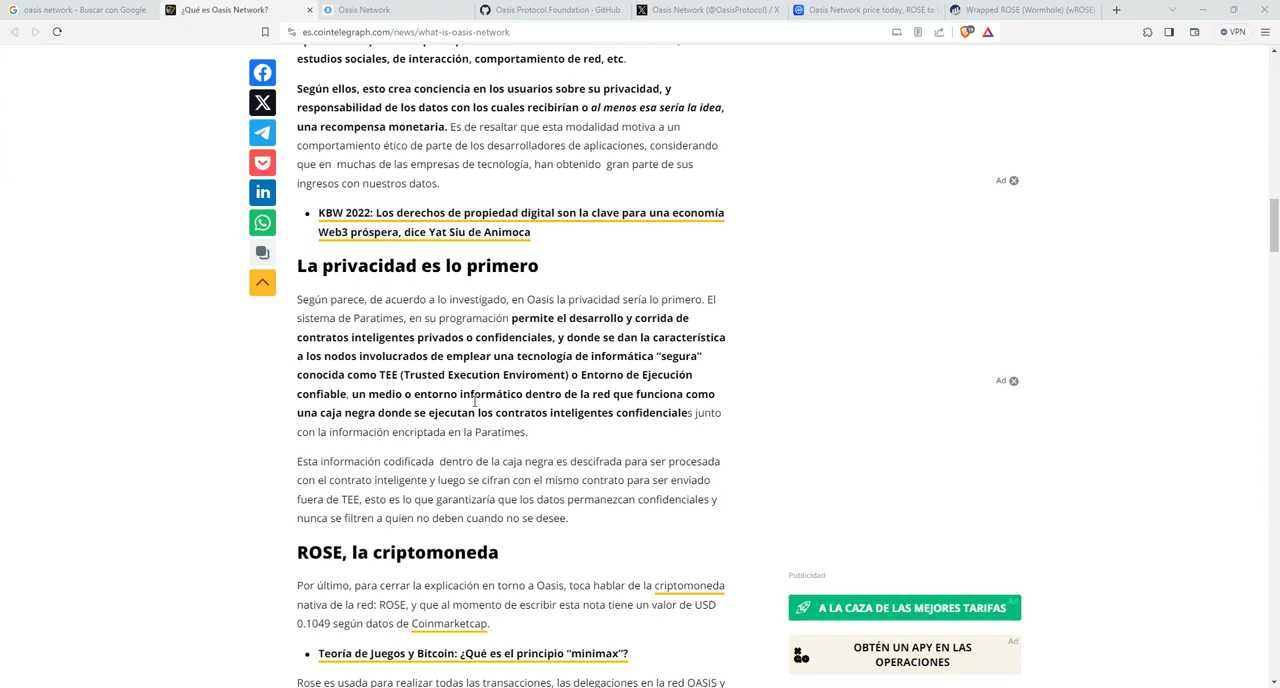 oasis network - Buscar con Google
¿Qué es Oasis Network?
Oasis Network
Oasis Protocol Foundation · GitHub
Oasis Network (@OasisProtocol) / X
Oasis Network price today, ROSE to
Wrapped ROSE (Wormhole) (wROSE)
es.cointelegraph.com/news/what-is-oasis-network
VPN
estudios sociales, de interacción, comportamiento de red, etc.
Según ellos, esto crea conciencia en los usuarios sobre su privacidad, y
responsabilidad de los datos con los cuales recibirían o al menos esa sería la idea,
una recompensa monetaria. Es de resaltar que esta modalidad motiva a un
comportamiento ético de parte de los desarrolladores de aplicaciones, considerando
que en muchas de las empresas de tecnología, han obtenido gran parte de sus
ingresos con nuestros datos.
Ad
KBW 2022: Los derechos de propiedad digital son la clave para una economía
Web3 próspera, dice Yat Siu de Animoca
La privacidad es lo primero
Según parece, de acuerdo a lo investigado, en Oasis la privacidad sería lo primero. El
sistema de Paratimes, en su programación permite el desarrollo y corrida de
contratos inteligentes privados o confidenciales, y donde se dan la característica
a los nodos involucrados de emplear una tecnología de informática “segura”
conocida como TEE (Trusted Execution Enviroment) o Entorno de Ejecución
confiable, un medio o entorno informático dentro de la red que funciona como
una caja negra donde se ejecutan los contratos inteligentes confidenciales junto
con la información encriptada en la Paratimes.
Ad
Esta información codificada dentro de la caja negra es descifrada para ser procesada
con el contrato inteligente y luego se cifran con el mismo contrato para ser enviado
fuera de TEE, esto es lo que garantizaría que los datos permanezcan confidenciales y
nunca se filtren a quien no deben cuando no se desee.
ROSE, la criptomoneda
Por último, para cerrar la explicación en torno a Oasis, toca hablar de la criptomoneda
nativa de la red: ROSE, y que al momento de escribir esta nota tiene un valor de USD
0.1049 según datos de Coinmarketcap.
Teoría de Juegos y Bitcoin: ¿Qué es el principio “minimax”?
Rose es usada para realizar todas las transacciones, las delegaciones en la red OASIS y
Publicidad
A LA CAZA DE LAS MEJORES TARIFAS
Ad
OBTÉN UN APY EN LAS
OPERACIONES
Ad